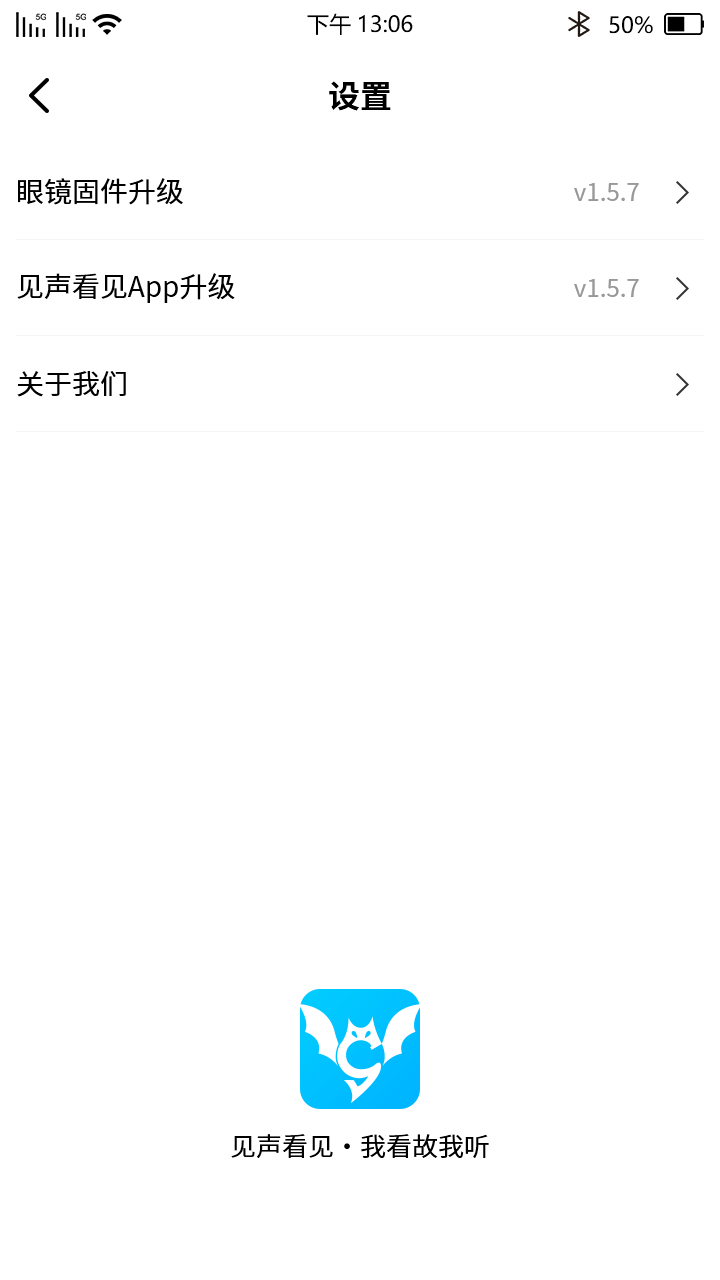 5G 5G 下午 13:06 50%
设置
眼镜固件升级 v1.5.7
见声看见App升级 v1.5.7
关于我们
见声看见·我看故我听